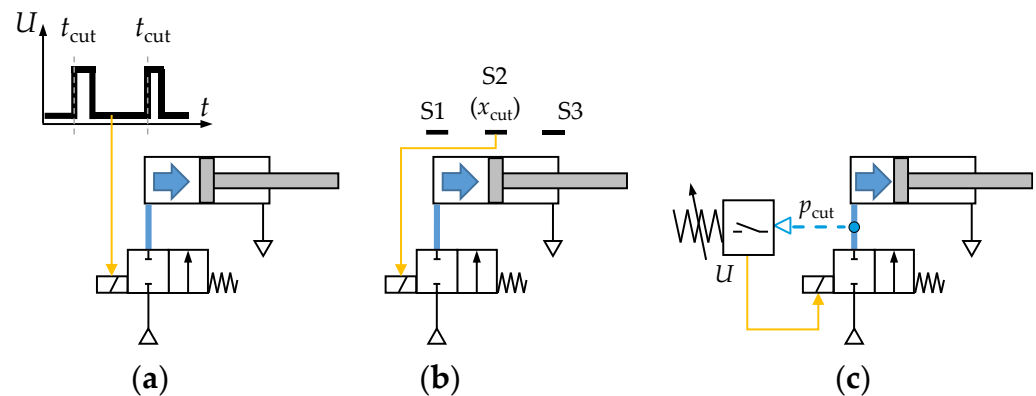 U
t_cut
t_cut
t
S1
S2
(x_cut)
S3
p_cut
U
(a)
(b)
(c)